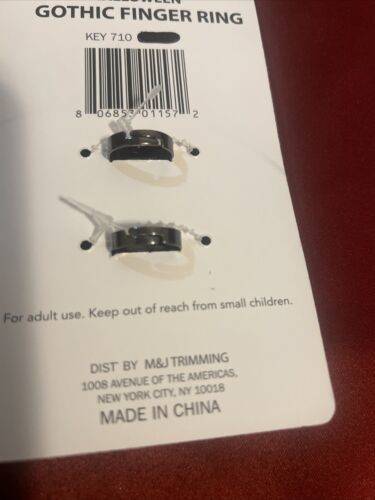 GOTHIC FINGER RING
KEY 710
8 06853 01157 2
For adult use. Keep out of reach from small children.
DIST' BY M&J TRIMMING
1008 AVENUE OF THE AMERICAS,
NEW YORK CITY, NY 10018
MADE IN CHINA